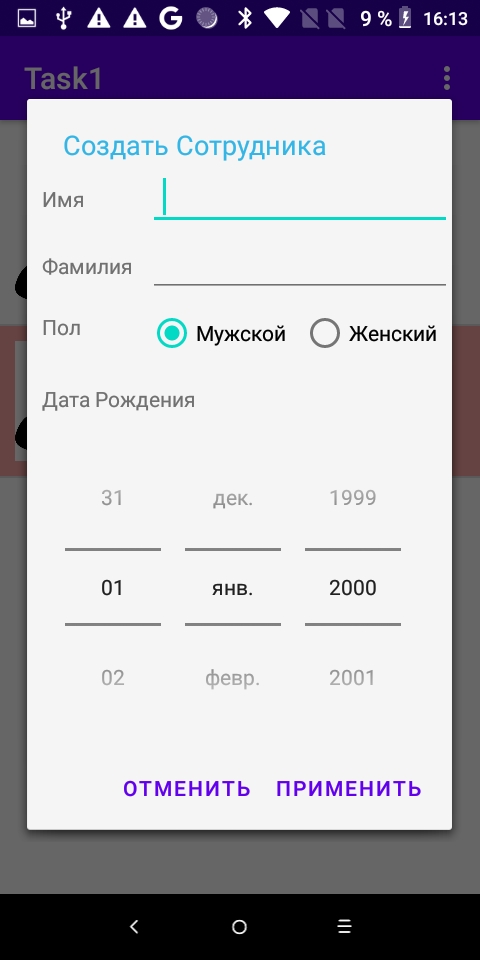 9 % 16:13
Task1
Создать Сотрудника
Имя
Фамилия
Пол Мужской Женский
Дата Рождения
31 дек. 1999
01 янв. 2000
02 февр. 2001
ОТМЕНИТЬ ПРИМЕНИТЬ